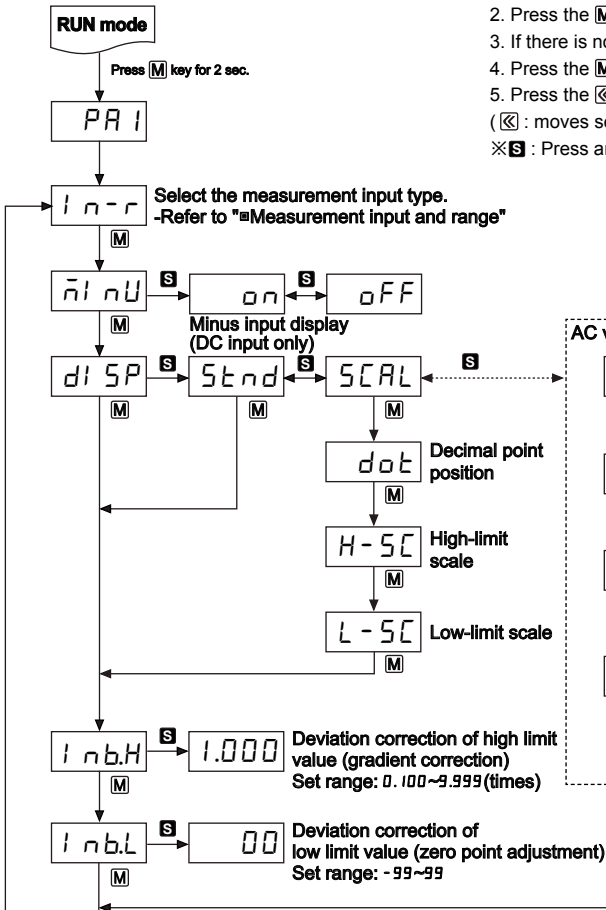 RUN mode
2. Press the M
3. If there is no
4. Press the M
5. Press the «
( « : moves se
※S : Press an
Press M key for 2 sec.
PA1
In-r
Select the measurement input type.
-Refer to "▣Measurement input and range"
M
MInU
S
on
S
oFF
M
Minus input display
(DC input only)
AC v
dISP
S
Stnd
S
SCAL
S
M
M
M
dot
Decimal point
position
M
H-SC
High-limit
scale
M
L-SC
Low-limit scale
M
Inb.H
S
1.000
Deviation correction of high limit
value (gradient correction)
Set range: 0.100~9.999(times)
M
Inb.L
S
00
Deviation correction of
low limit value (zero point adjustment)
Set range: -99~99
M